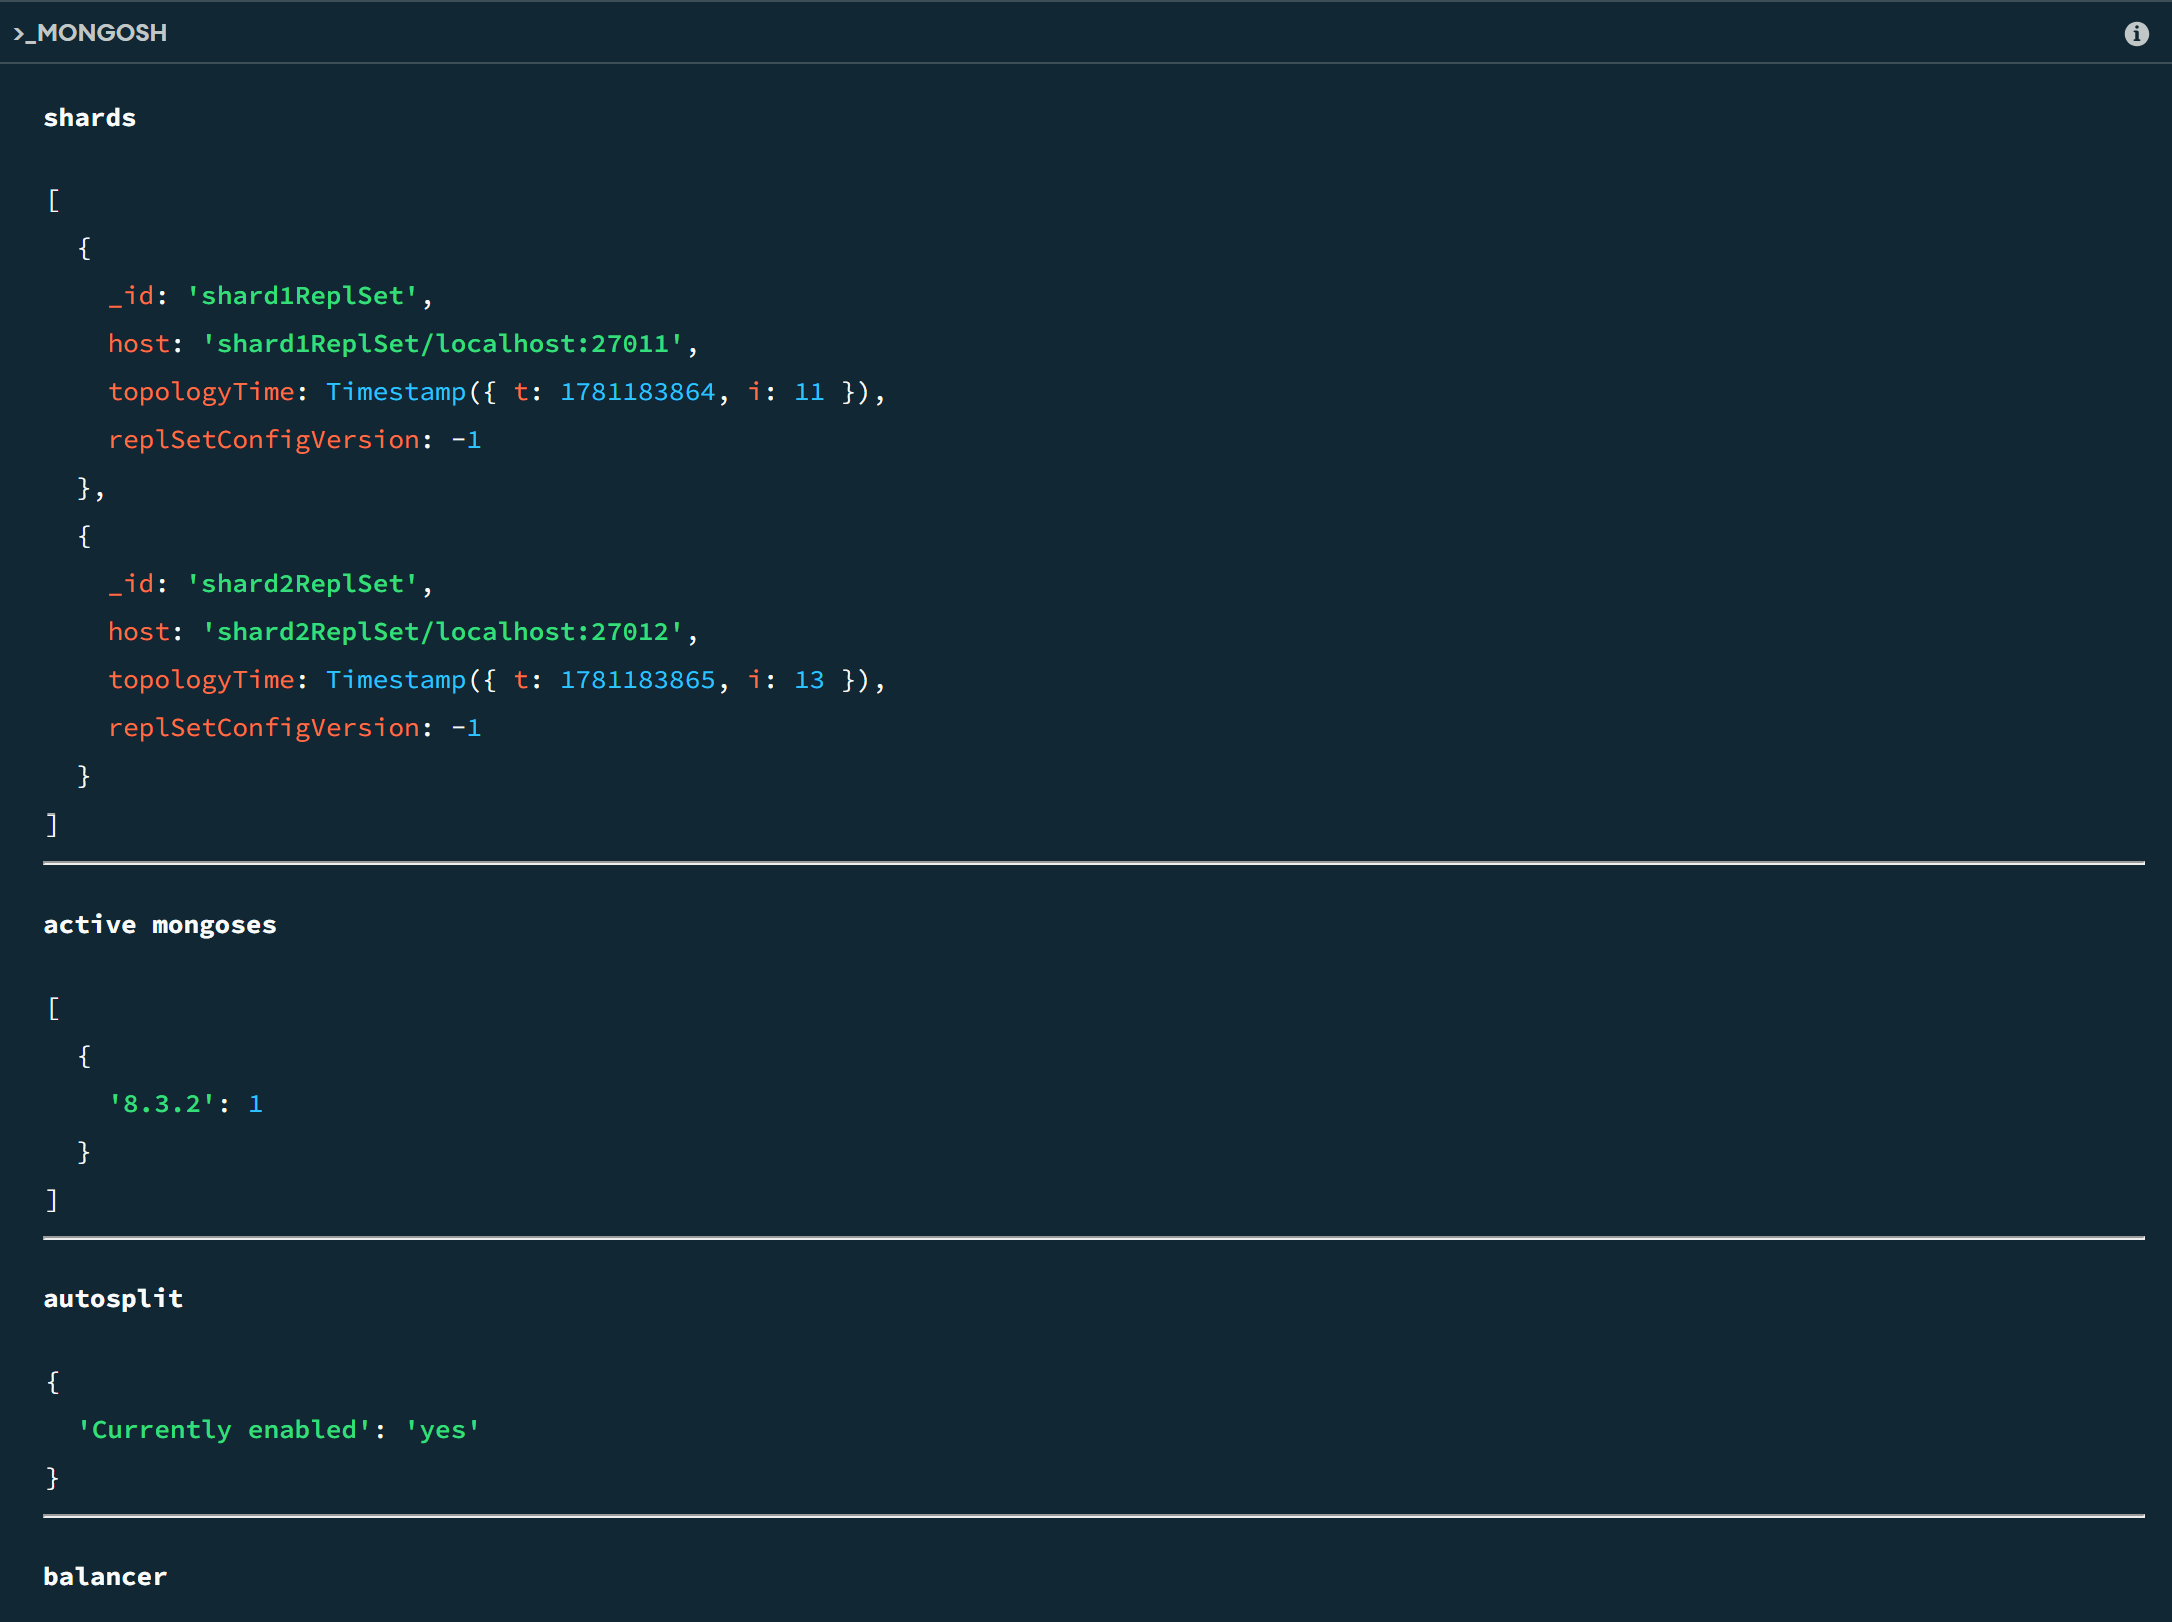 >_MONGOSH
shards
[
  {
    _id: 'shard1ReplSet',
    host: 'shard1ReplSet/localhost:27011',
    topologyTime: Timestamp({ t: 1781183864, i: 11 }),
    replSetConfigVersion: -1
  },
  {
    _id: 'shard2ReplSet',
    host: 'shard2ReplSet/localhost:27012',
    topologyTime: Timestamp({ t: 1781183865, i: 13 }),
    replSetConfigVersion: -1
  }
]
active mongoses
[
  {
    '8.3.2': 1
  }
]
autosplit
{
  'Currently enabled': 'yes'
}
balancer